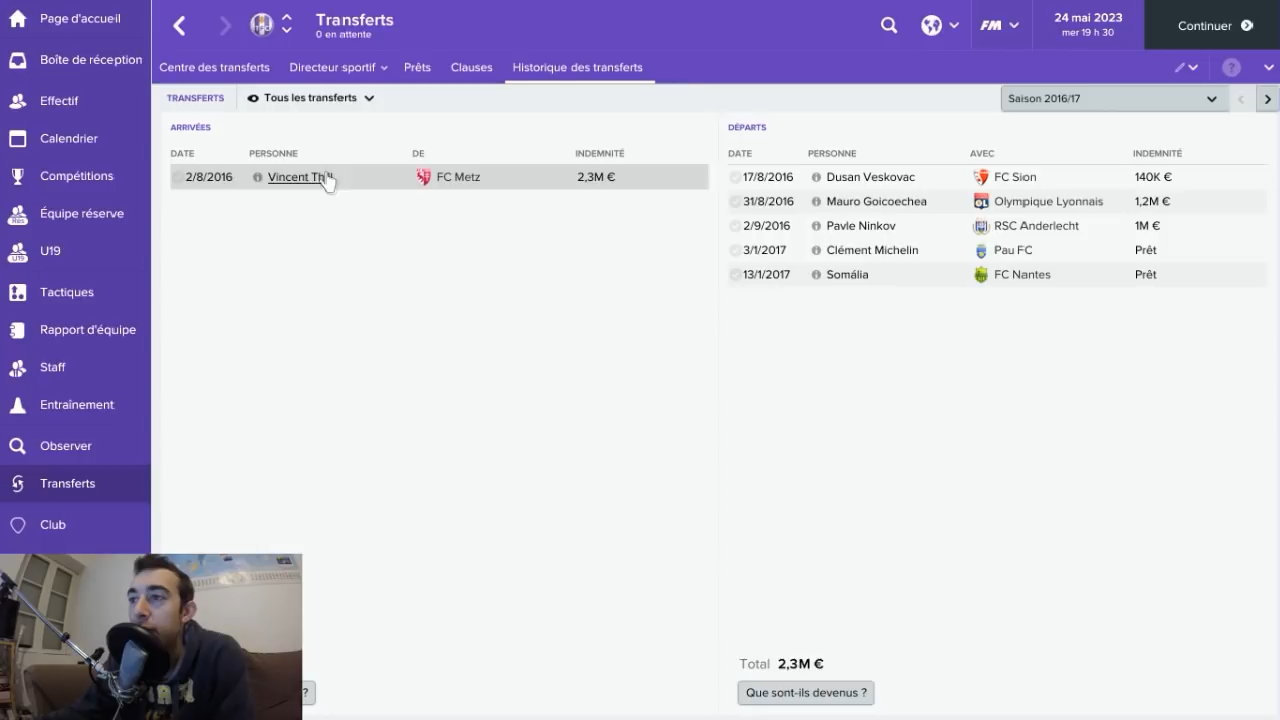 Page d'accueil
Boîte de réception
Effectif
Calendrier
Compétitions
Équipe réserve
U19
Tactiques
Rapport d'équipe
Staff
Entraînement
Observer
Transferts
Club
Transferts
0 en attente
FM
24 mai 2023
mer 19 h 30
Continuer
Centre des transferts
Directeur sportif
Prêts
Clauses
Historique des transferts
?
TRANSFERTS
Tous les transferts
Saison 2016/17
ARRIVÉES
DATE PERSONNE DE INDEMNITÉ
2/8/2016 Vincent FC Metz 2,3M €
DÉPARTS
DATE PERSONNE AVEC INDEMNITÉ
17/8/2016 Dusan Veskovac FC Sion 140K €
31/8/2016 Mauro Goicoechea Olympique Lyonnais 1,2M €
2/9/2016 Pavle Ninkov RSC Anderlecht 1M €
3/1/2017 Clément Michelin Pau FC Prêt
13/1/2017 Somália FC Nantes Prêt
Total 2,3M €
?
Que sont-ils devenus ?